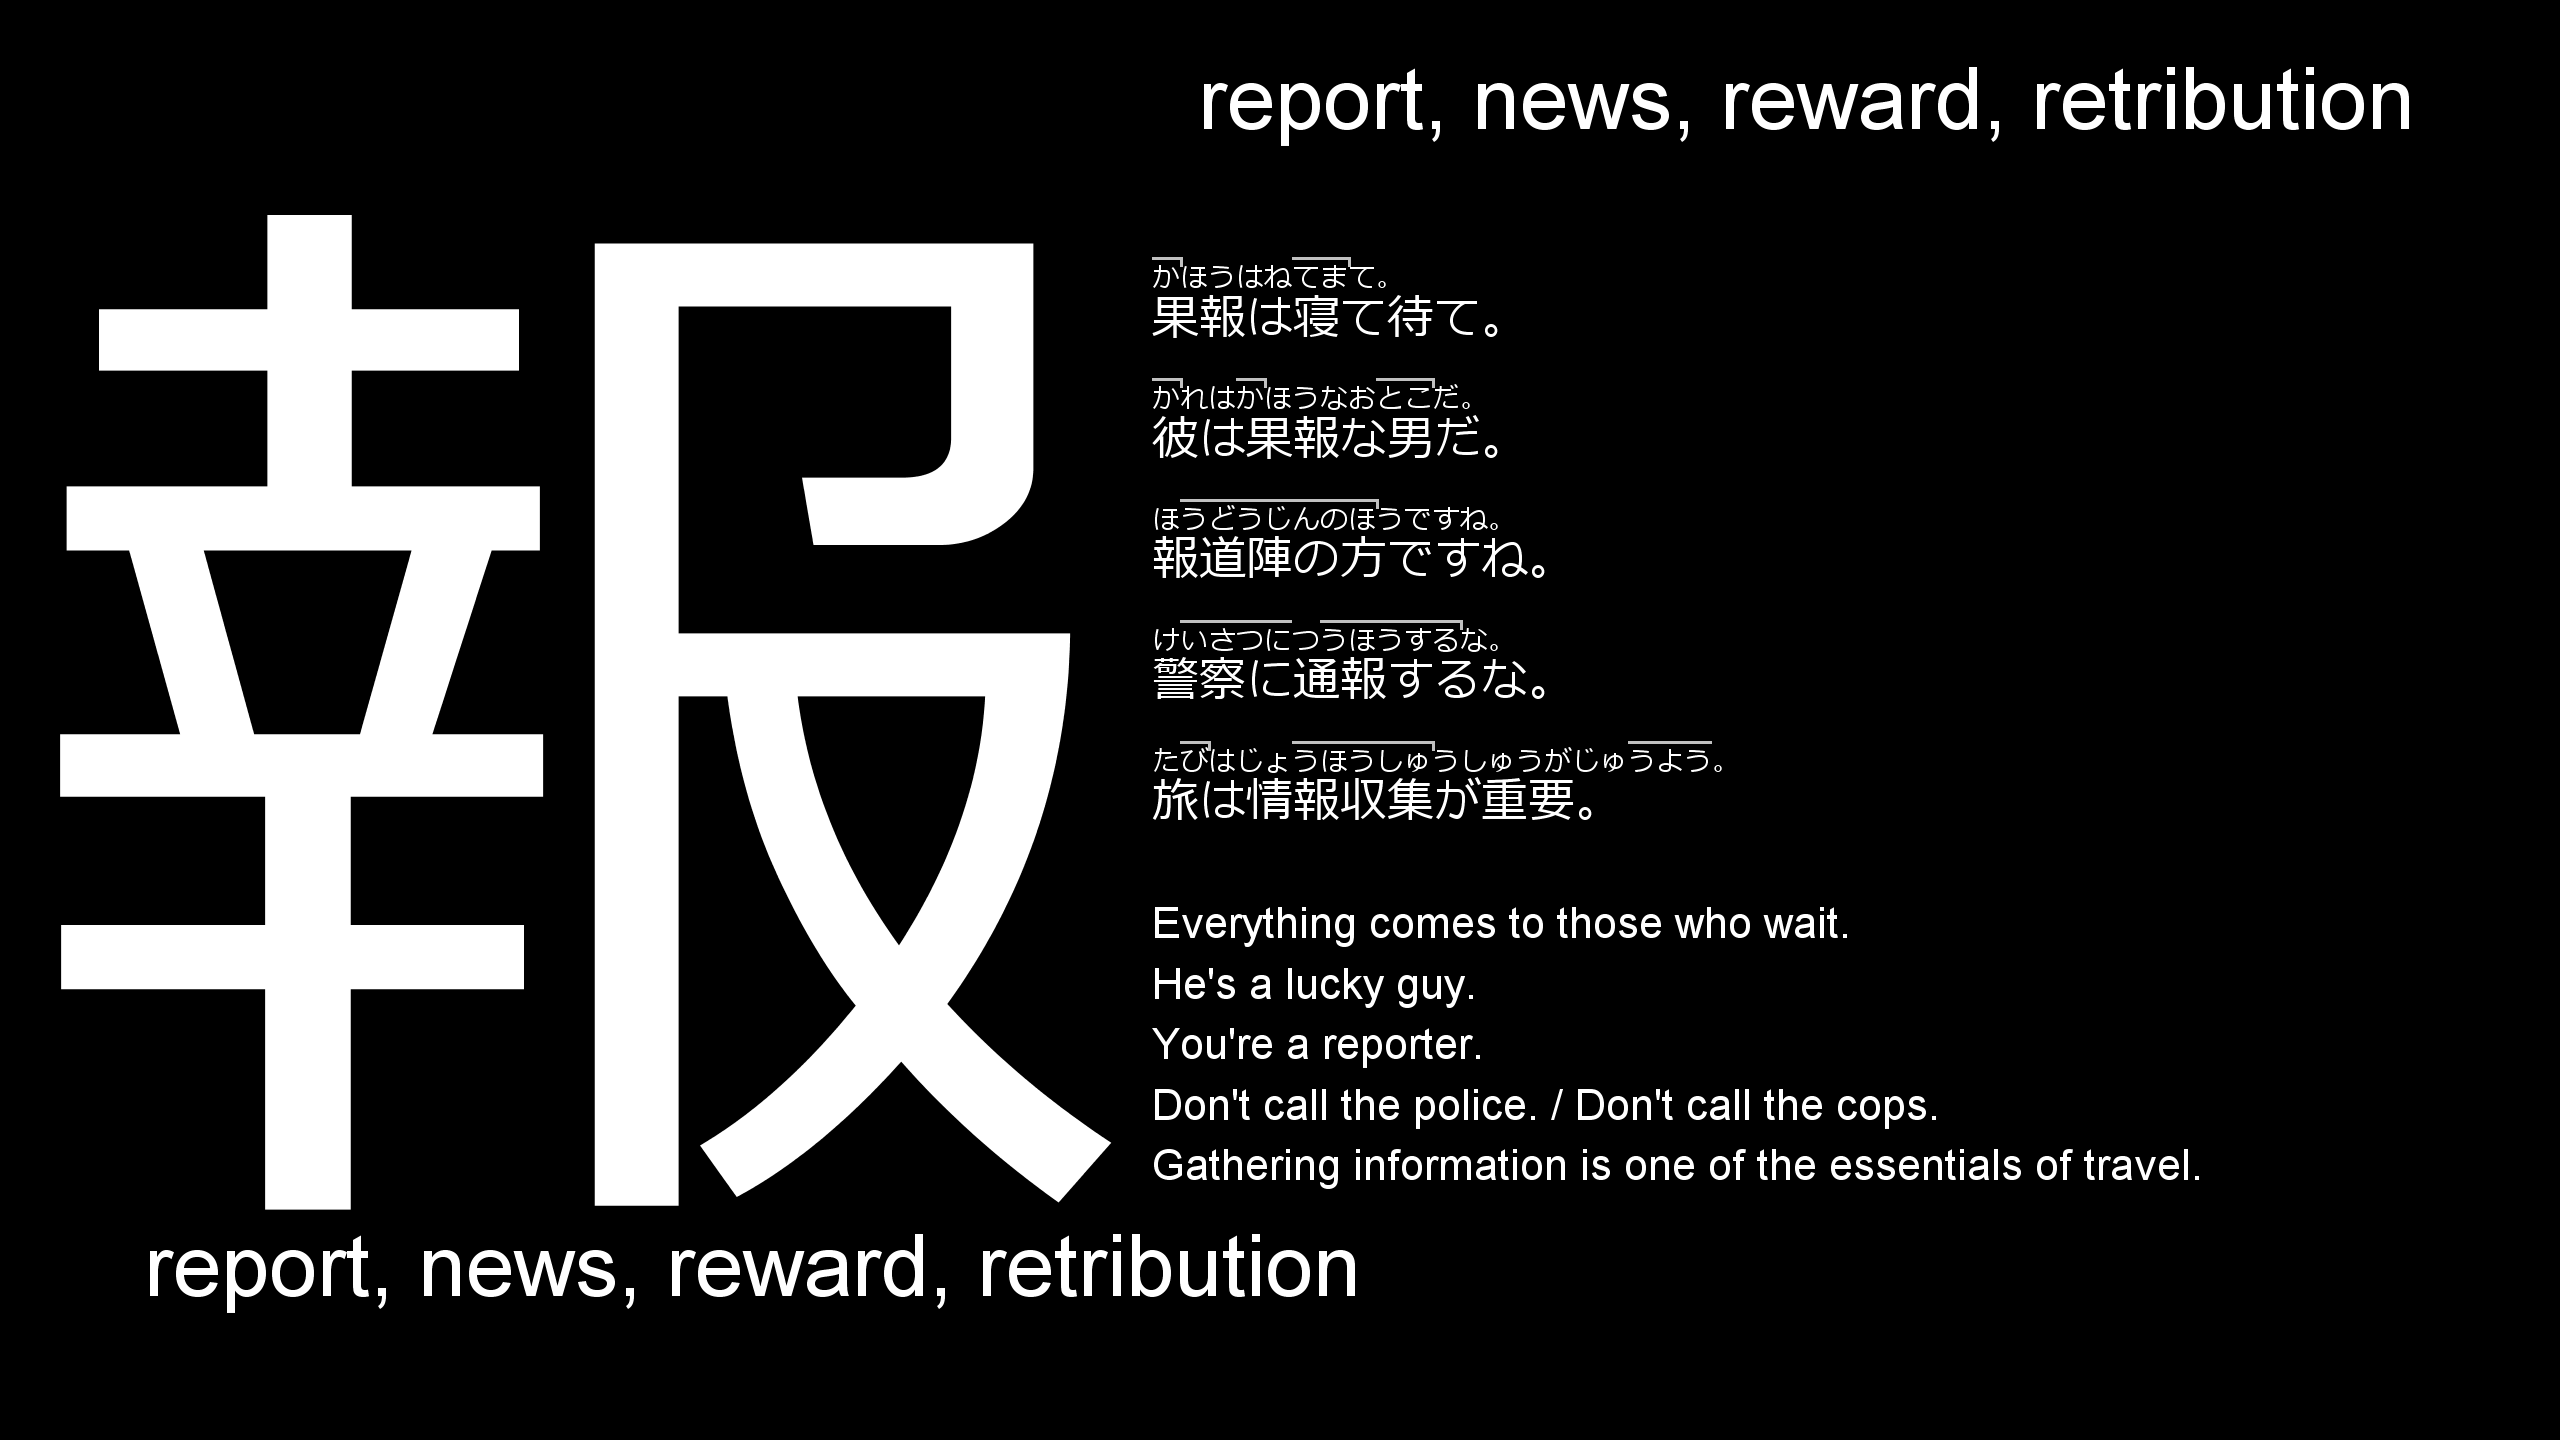 report, news, reward, retribution
報
かほうはねてまて。
果報は寝て待て。
かれはかほうなおとこだ。
彼は果報な男だ。
ほうどうじんのほうですね。
報道陣の方ですね。
けいさつにつうほうするな。
警察に通報するな。
たびはじょうほうしゅうしゅうがじゅうよう。
旅は情報収集が重要。
Everything comes to those who wait.
He's a lucky guy.
You're a reporter.
Don't call the police. / Don't call the cops.
Gathering information is one of the essentials of travel.
report, news, reward, retribution